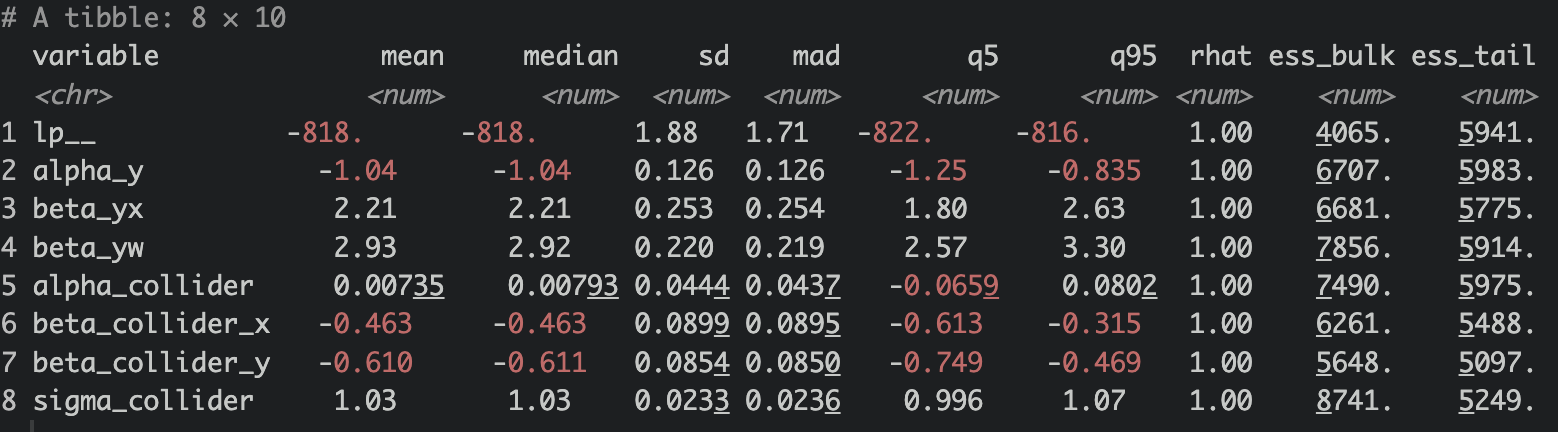 # A tibble: 8 × 10
variable mean median sd mad q5 q95 rhat ess_bulk ess_tail
<chr> <num> <num> <num> <num> <num> <num> <num> <num> <num>
1 lp__ -818. -818. 1.88 1.71 -822. -816. 1.00 4065. 5941.
2 alpha_y -1.04 -1.04 0.126 0.126 -1.25 -0.835 1.00 6707. 5983.
3 beta_yx 2.21 2.21 0.253 0.254 1.80 2.63 1.00 6681. 5775.
4 beta_yw 2.93 2.92 0.220 0.219 2.57 3.30 1.00 7856. 5914.
5 alpha_collider 0.00735 0.00793 0.0444 0.0437 -0.0659 0.0802 1.00 7490. 5975.
6 beta_collider_x -0.463 -0.463 0.0899 0.0895 -0.613 -0.315 1.00 6261. 5488.
7 beta_collider_y -0.610 -0.611 0.0854 0.0850 -0.749 -0.469 1.00 5648. 5097.
8 sigma_collider 1.03 1.03 0.0233 0.0236 0.996 1.07 1.00 8741. 5249.